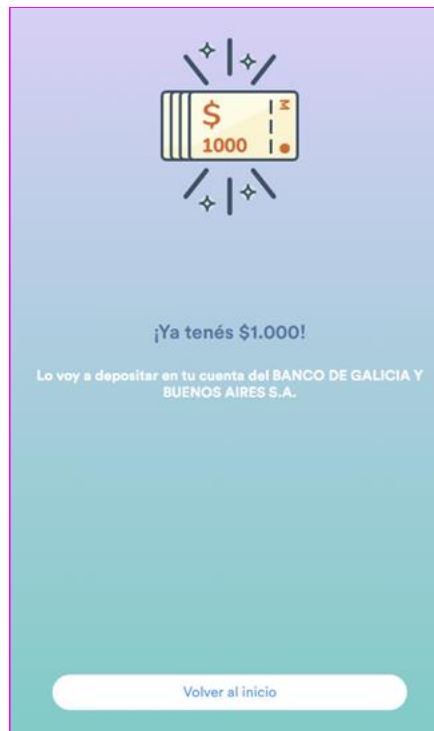 $
1000
M
¡Ya tenés $1.000!
Lo voy a depositar en tu cuenta del BANCO DE GALICIA Y
BUENOS AIRES S.A.
Volver al inicio